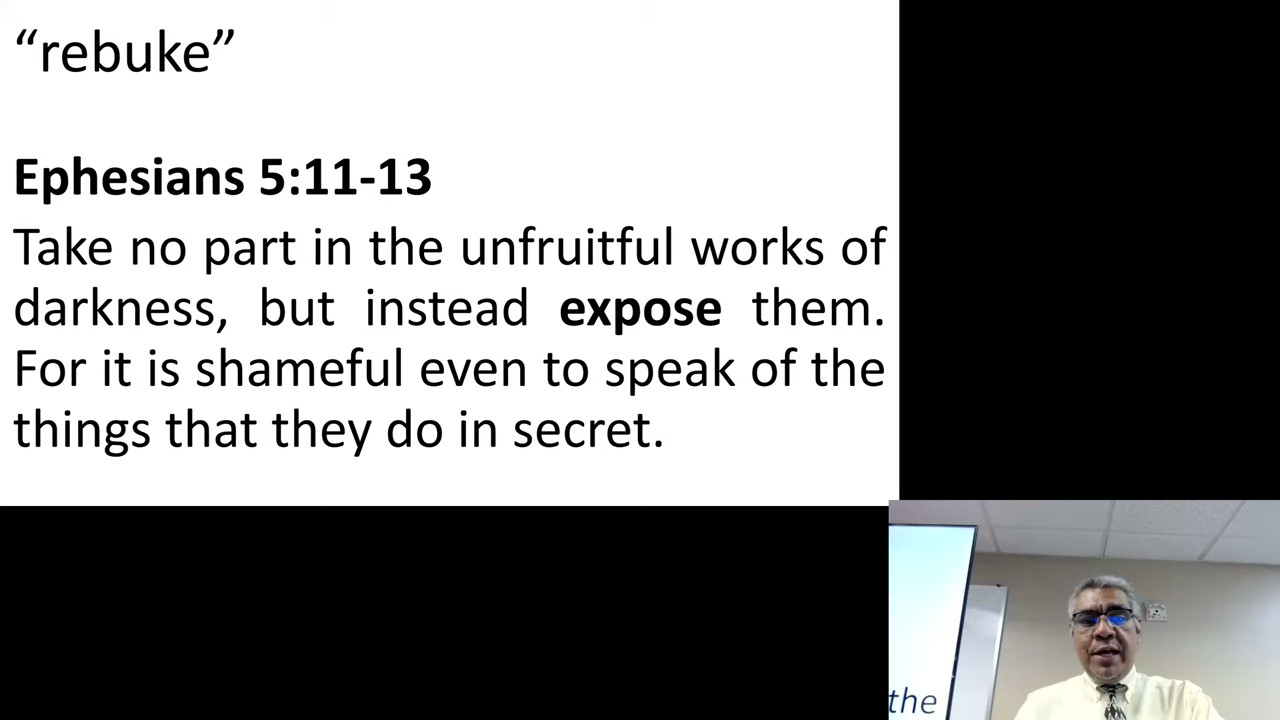 “rebuke”
Ephesians 5:11-13
Take no part in the unfruitful works of
darkness, but instead expose them.
For it is shameful even to speak of the
things that they do in secret.
the